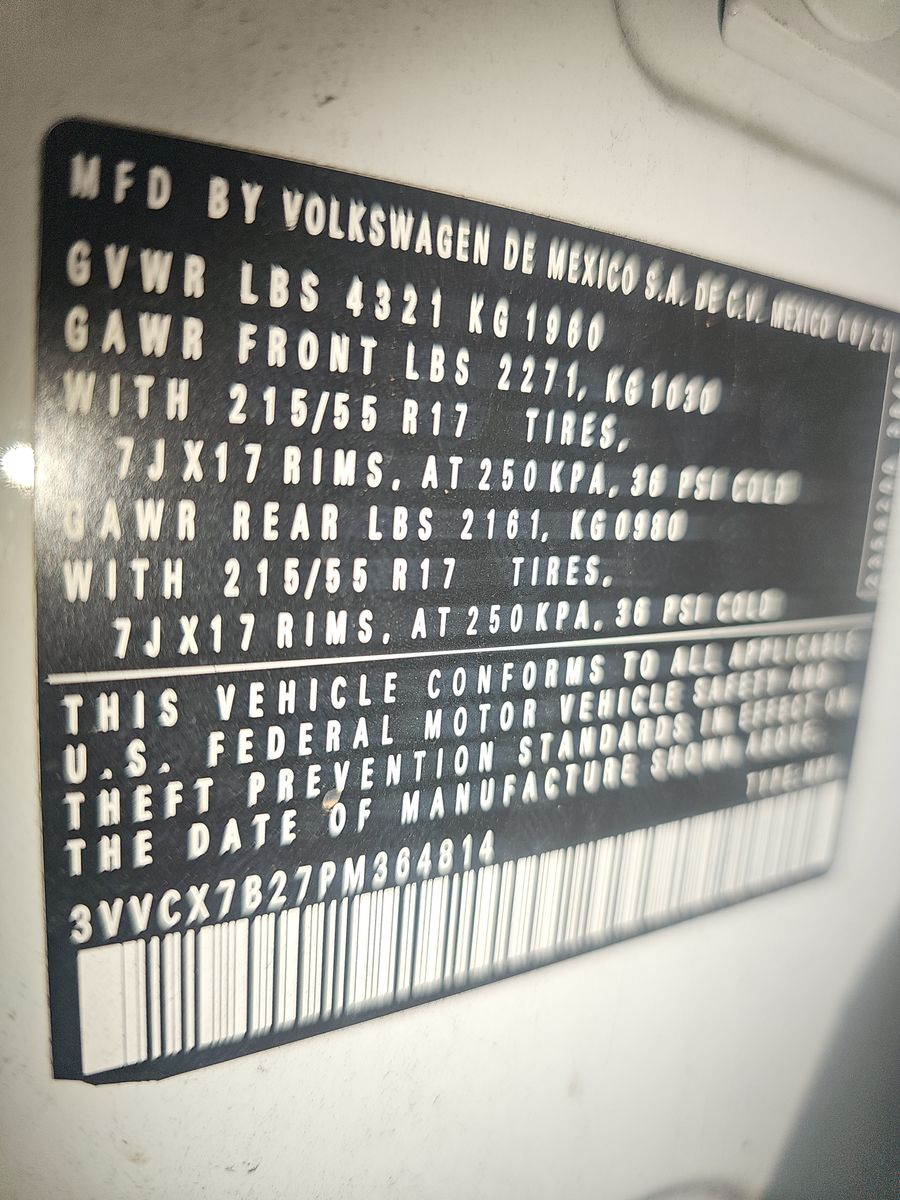 MFD BY VOLKSWAGEN DE MEXICO S.A. DE C.V. MEXICO 06/23
GVWR LBS 4321 KG 1960
GAWR FRONT LBS 2271, KG 1030
WITH 215/55 R17 TIRES,
7J X17 RIMS, AT 250 KPA, 36 PSI COLD
GAWR REAR LBS 2161, KG 0980
WITH 215/55 R17 TIRES,
7J X17 RIMS, AT 250 KPA, 36 PSI COLD
THIS VEHICLE CONFORMS TO ALL APPLICABLE
U.S. FEDERAL MOTOR VEHICLE SAFETY AND
THEFT PREVENTION STANDARDS IN EFFECT ON
THE DATE OF MANUFACTURE SHOWN ABOVE.
TYPE:
3VVCX7B27PM364814